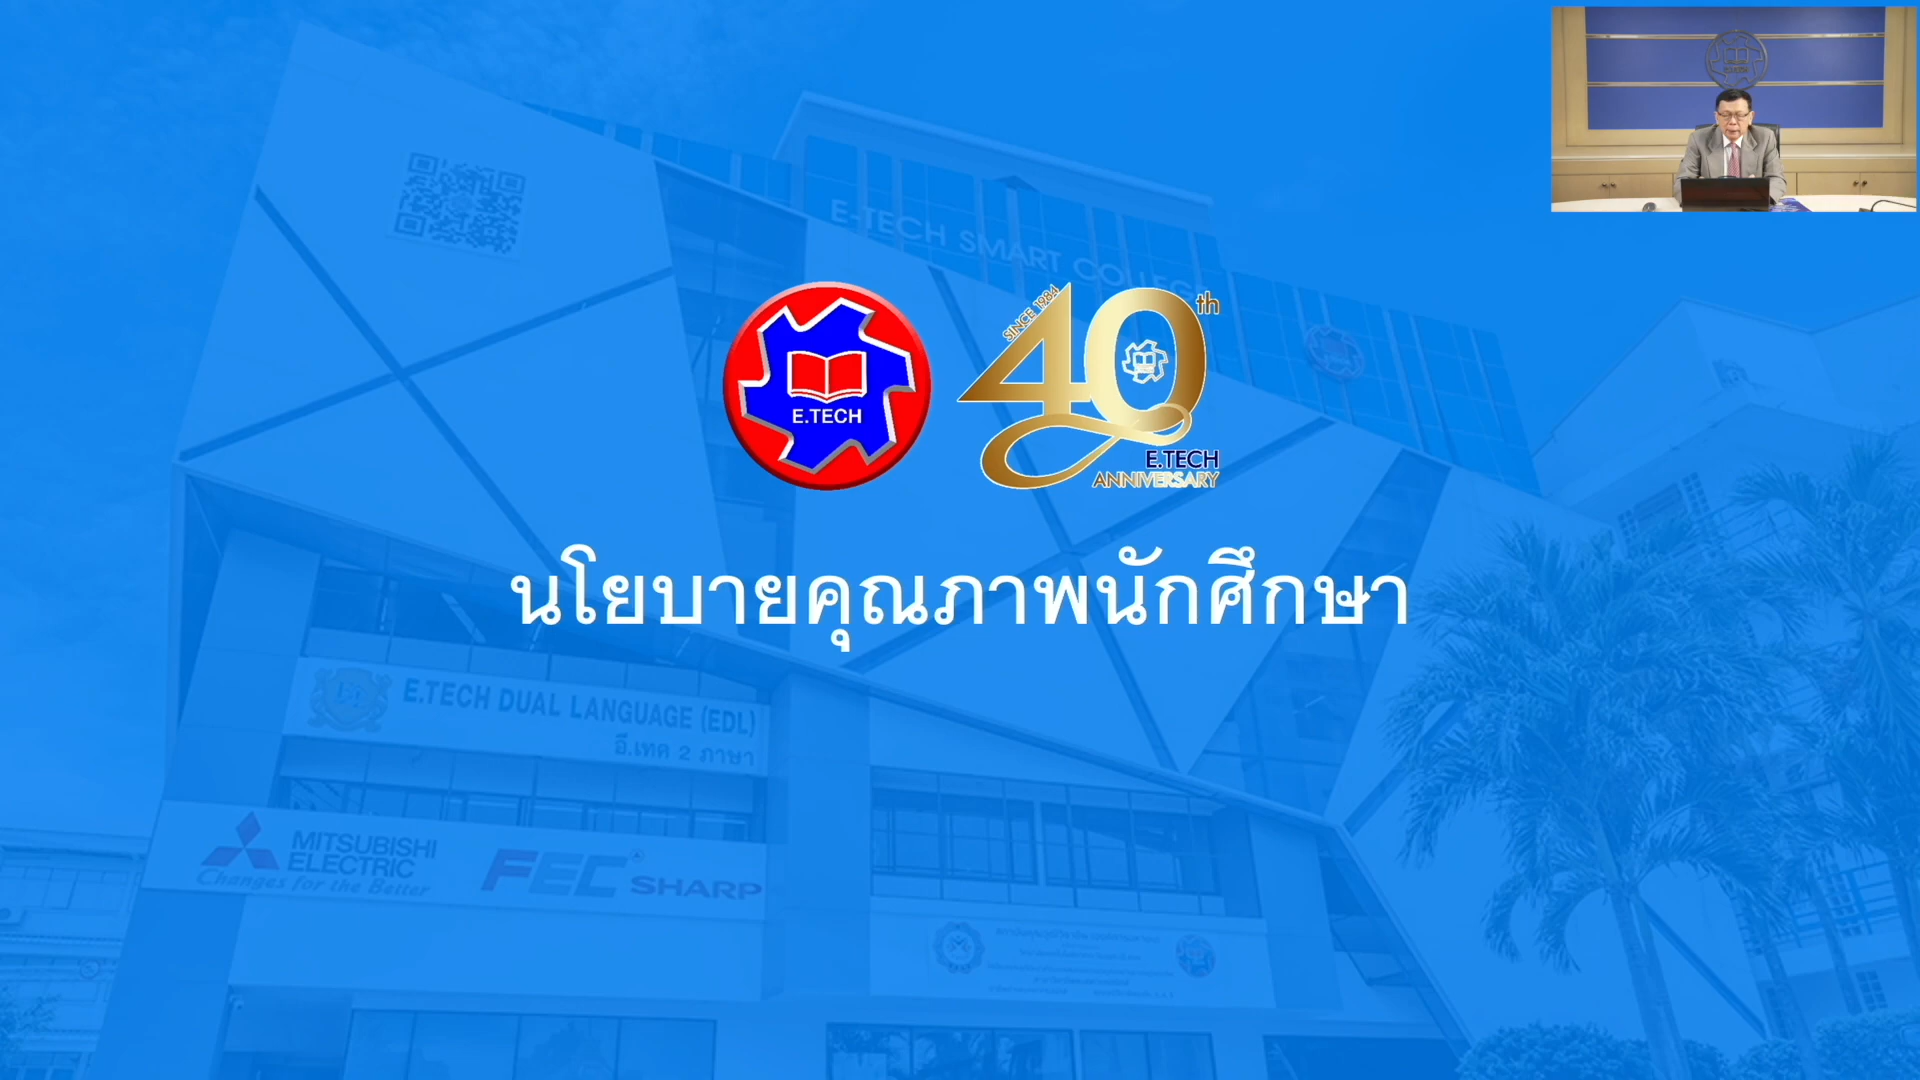 E-TECH SMART COLLEGE
SINCE 1984
40th
E.TECH
E.TECH
ANNIVERSARY
นโยบายคุณภาพนักศึกษา
E.TECH DUAL LANGUAGE (EDL)
อี.เทค 2 ภาษา
MITSUBISHI
ELECTRIC
Changes for the Better
FEC
SHARP